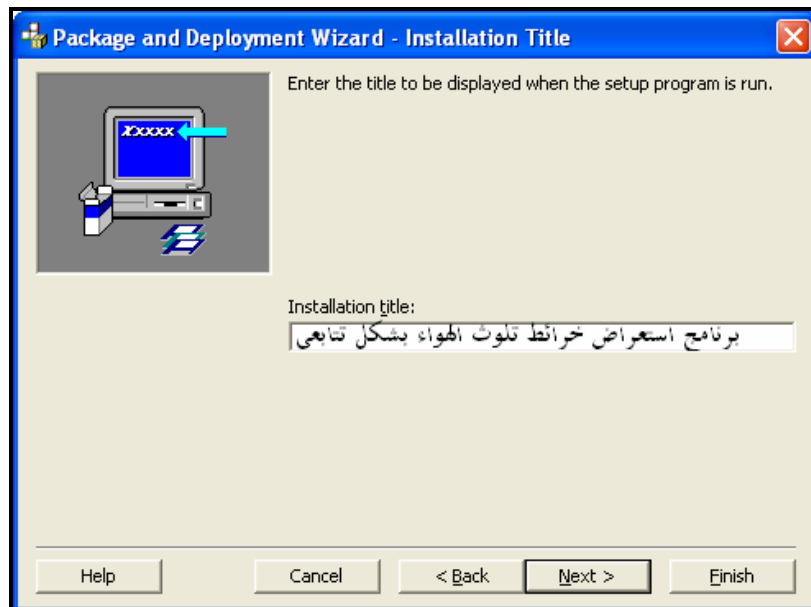 Package and Deployment Wizard - Installation Title
Enter the title to be displayed when the setup program is run.
Xxxxx
Installation title:
برنامج استعراض خرائط تلوث الهواء بشكل تتابعى
Help Cancel < Back Next > Finish